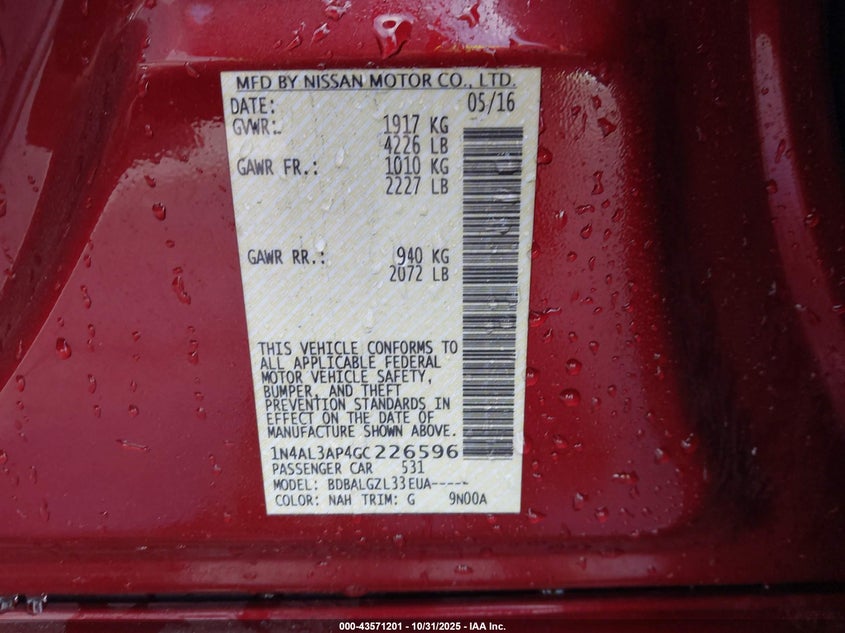 MFD BY NISSAN MOTOR CO., LTD.
DATE: 05/16
GVWR: 1917 KG
4226 LB
GAWR FR.: 1010 KG
2227 LB
GAWR RR.: 940 KG
2072 LB
THIS VEHICLE CONFORMS TO
ALL APPLICABLE FEDERAL
MOTOR VEHICLE SAFETY,
BUMPER, AND THEFT
PREVENTION STANDARDS IN
EFFECT ON THE DATE OF
MANUFACTURE SHOWN ABOVE.
1N4AL3AP4GC226596
PASSENGER CAR 531
MODEL: BDBALGZL33EUA-----
COLOR: NAH TRIM: G 9N00A
000-43571201 - 10/31/2025 - IAA Inc.